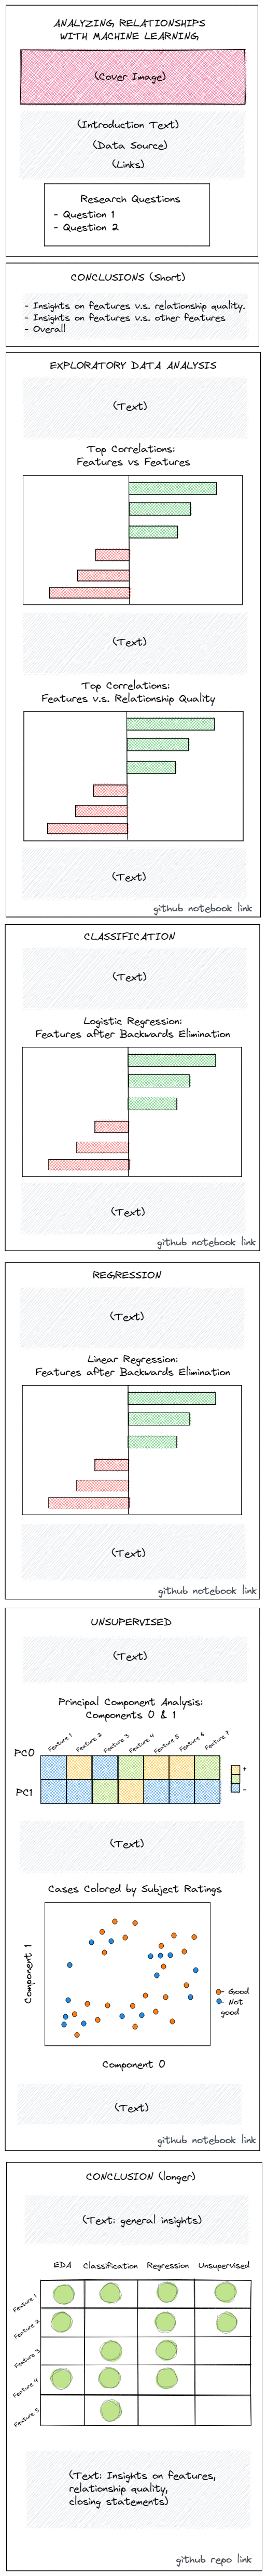 ANALYZING RELATIONSHIPS
WITH MACHINE LEARNING
(Cover Image)
(Introduction Text)
(Data Source)
(Links)
Research Questions
- Question 1
- Question 2
CONCLUSIONS (Short)
- Insights on features v.s. relationship quality.
- Insights on features v.s. other features
- Overall
EXPLORATORY DATA ANALYSIS
(Text)
Top Correlations:
Features vs Features
(Text)
Top Correlations:
Features v.s. Relationship Quality
(Text)
github notebook link
CLASSIFICATION
(Text)
Logistic Regression:
Features after Backwards Elimination
(Text)
github notebook link
REGRESSION
(Text)
Linear Regression:
Features after Backwards Elimination
(Text)
github notebook link
UNSUPERVISED
(Text)
Principal Component Analysis:
Components 0 & 1
Feature 1
Feature 2
Feature 3
Feature 4
Feature 5
Feature 6
Feature 7
PC0
PC1
+
-
(Text)
Cases Colored by Subject Ratings
Component 1
- Good
- Not
good
Component 0
(Text)
github notebook link
CONCLUSION (longer)
(Text: general insights)
EDA Classification Regression Unsupervised
Feature 1
Feature 2
Feature 3
Feature 4
Feature 5
(Text: Insights on features,
relationship quality,
closing statements)
github repo link